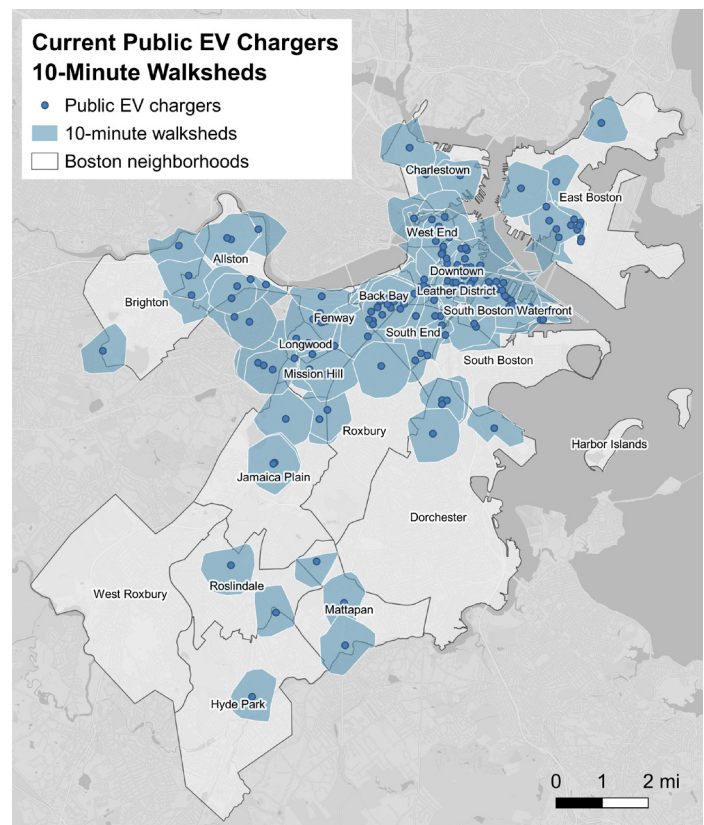 Current Public EV Chargers
10-Minute Walksheds
Public EV chargers
10-minute walksheds
Boston neighborhoods
Charlestown
East Boston
West End
Allston
Downtown
Leather District
Back Bay
Brighton
South Boston Waterfront
Fenway
South End
Longwood
South Boston
Mission Hill
Roxbury
Harbor Islands
Jamaica Plain
Dorchester
Roslindale
West Roxbury
Mattapan
Hyde Park
0 1 2 mi